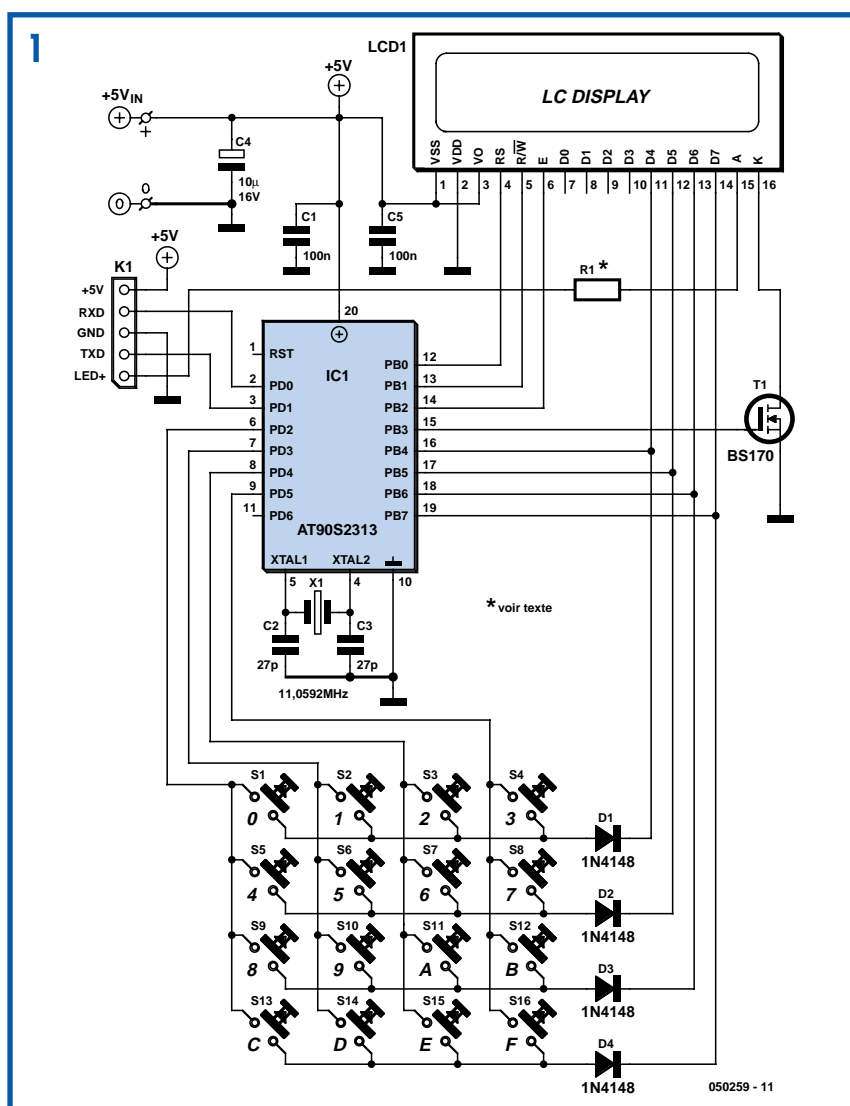 1
LCD1
LC DISPLAY
VSS VDD VO RS R/W E D0 D1 D2 D3 D4 D5 D6 D7 A K
1 2 3 4 5 6 7 8 9 10 11 12 13 14 15 16
+5V
+5VIN
+
C4
10µ
16V
0
C1
100n
C5
100n
+5V
K1
+5V
RXD
GND
TXD
LED+
R1 *
20
IC1
AT90S2313
1 RST
2 PD0
3 PD1
6 PD2
7 PD3
8 PD4
9 PD5
11 PD6
PB0 12
PB1 13
PB2 14
PB3 15
PB4 16
PB5 17
PB6 18
PB7 19
XTAL1 XTAL2
5 4 10
T1
BS170
X1
C2
27p
C3
27p
11,0592MHz
* voir texte
S1 S2 S3 S4
0 1 2 3
D1
1N4148
S5 S6 S7 S8
4 5 6 7
D2
1N4148
S9 S10 S11 S12
8 9 A B
D3
1N4148
S13 S14 S15 S16
C D E F
D4
1N4148
050259 - 11